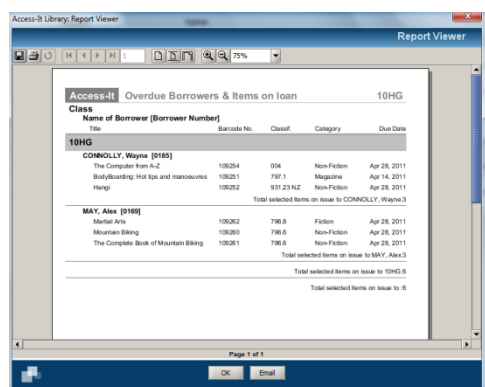 Access-It Library: Report Viewer
Report Viewer
1
75%
Access-It Overdue Borrowers & Items on loan 10HG
Class
Name of Borrower [Borrower Number]
Title Barcode No. Classif. Category Due Date
10HG
CONNOLLY, Wayne [0185]
The Computer from A-Z 109254 004 Non-Fiction Apr 28, 2011
BodyBoarding: Hot tips and manoeuvres 109251 797.1 Magazine Apr 14, 2011
Hangi 109252 931.23 NZ Non-Fiction Apr 28, 2011
Total selected items on issue to CONNOLLY, Wayne:3
MAY, Alex [0169]
Martial Arts 109262 796.8 Fiction Apr 28, 2011
Mountain Biking 109260 796.6 Non-Fiction Apr 28, 2011
The Complete Book of Mountain Biking 109261 796.6 Non-Fiction Apr 28, 2011
Total selected items on issue to MAY, Alex:3
Total selected items on issue to 10HG:6
Total selected items on issue to :6
Page 1 of 1
OK Email